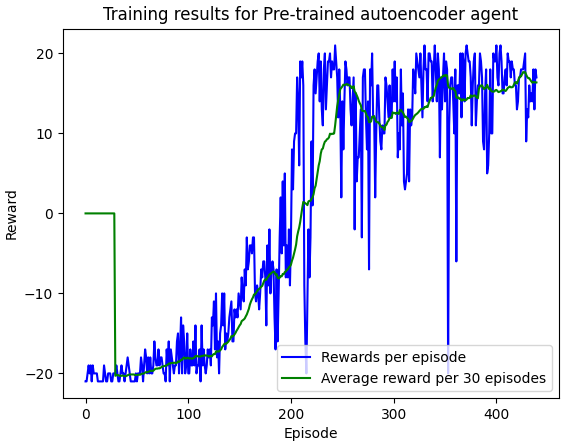 Training results for Pre-trained autoencoder agent
20
10
0
−10
−20
Reward
Rewards per episode
Average reward per 30 episodes
0 100 200 300 400
Episode